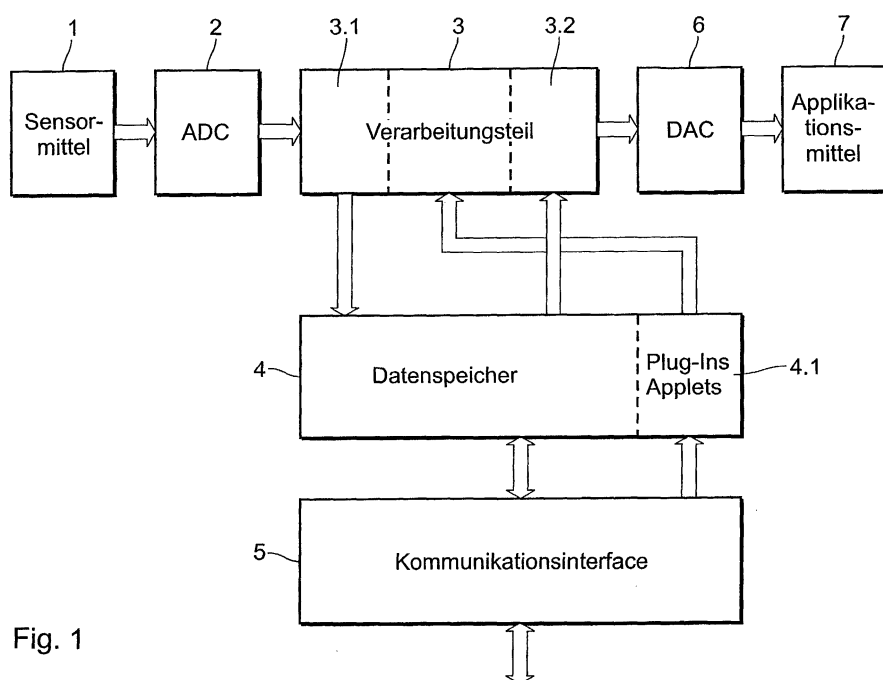 1
2
3.1
3
3.2
6
7
Sensor-
mittel
ADC
Verarbeitungsteil
DAC
Applika-
tions-
mittel
4
Datenspeicher
Plug-Ins
Applets
4.1
5
Kommunikationsinterface
Fig. 1